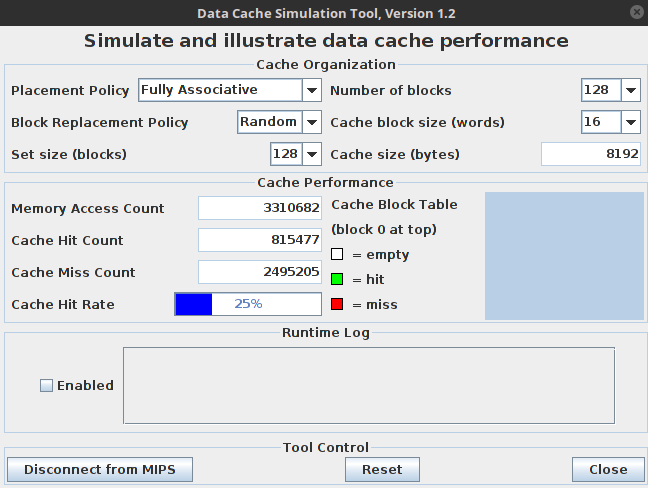 Data Cache Simulation Tool, Version 1.2
Simulate and illustrate data cache performance
Cache Organization
Placement Policy Fully Associative Number of blocks 128
Block Replacement Policy Random Cache block size (words) 16
Set size (blocks) 128 Cache size (bytes) 8192
Cache Performance
Memory Access Count 3310682 Cache Block Table
(block 0 at top)
Cache Hit Count 815477
= empty
Cache Miss Count 2495205 = hit
Cache Hit Rate 25% = miss
Runtime Log
Enabled
Tool Control
Disconnect from MIPS Reset Close